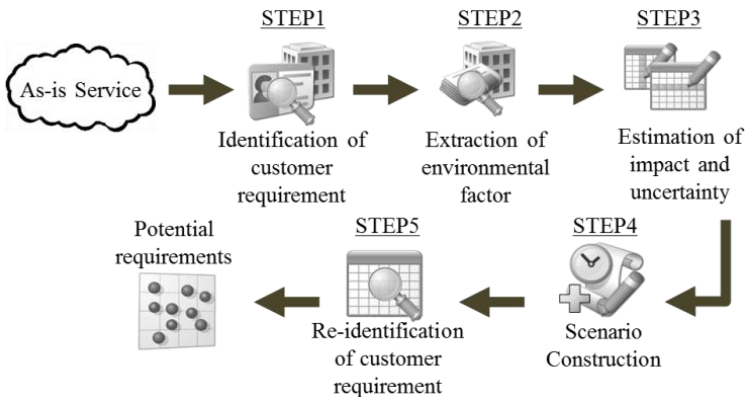 As-is Service
STEP1
Identification of
customer
requirement
STEP2
Extraction of
environmental
factor
STEP3
Estimation of
impact and
uncertainty
STEP4
Scenario
Construction
STEP5
Re-identification
of customer
requirement
Potential
requirements